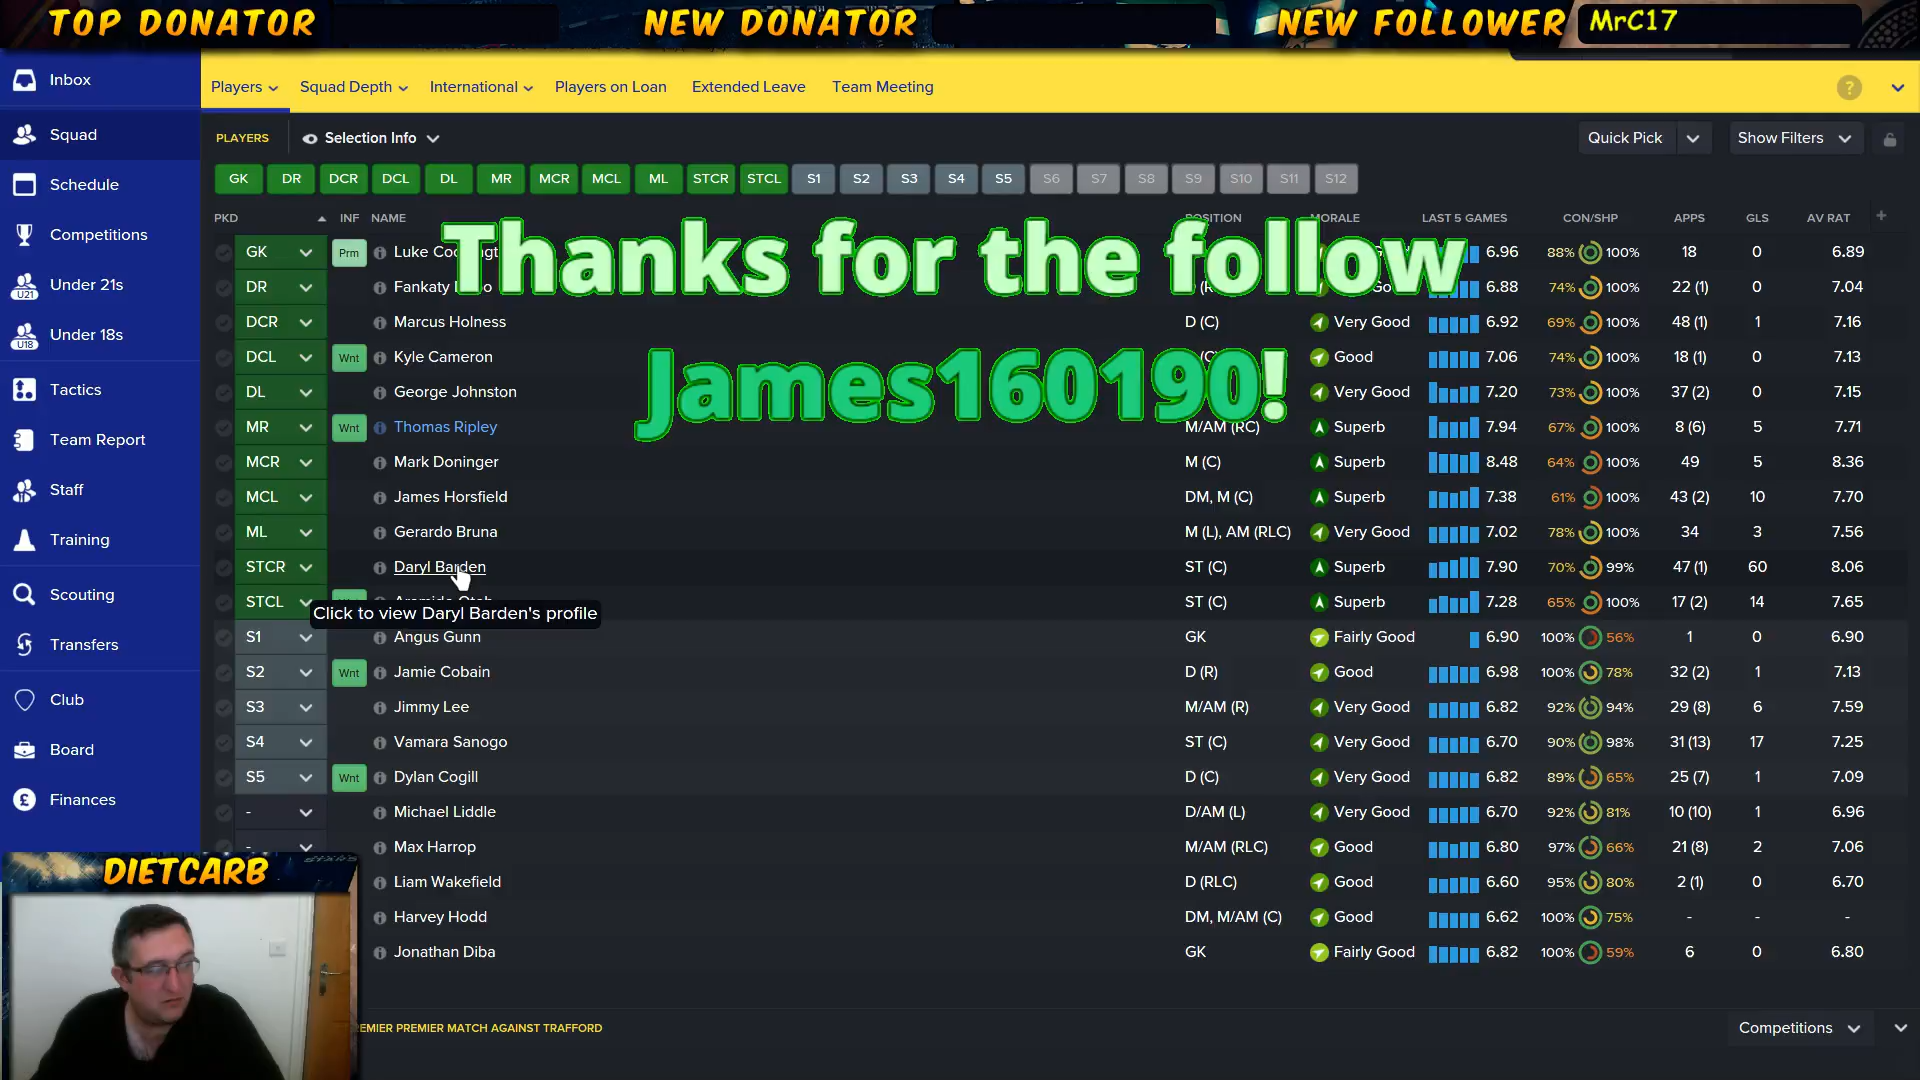 TOP DONATOR NEW DONATOR NEW FOLLOWER MrC17
Inbox
Squad
Schedule
Competitions
U21 Under 21s
U18 Under 18s
Tactics
Team Report
Staff
Training
Scouting
Transfers
Club
Board
Finances
Players Squad Depth International Players on Loan Extended Leave Team Meeting ?
PLAYERS Selection Info Quick Pick Show Filters
GK DR DCR DCL DL MR MCR MCL ML STCR STCL S1 S2 S3 S4 S5 S6 S7 S8 S9 S10 S11 S12
PKD INF NAME POSITION MORALE LAST 5 GAMES CON/SHP APPS GLS AV RAT +
Thanks for the follow
James160190!
GK Prm Luke 6.96 88% 100% 18 0 6.89
DR Fankaty 6.88 74% 100% 22 (1) 0 7.04
DCR Marcus Holness D (C) Very Good 6.92 69% 100% 48 (1) 1 7.16
DCL Wnt Kyle Cameron Good 7.06 74% 100% 18 (1) 0 7.13
DL George Johnston Very Good 7.20 73% 100% 37 (2) 0 7.15
MR Wnt Thomas Ripley M/AM (RC) Superb 7.94 67% 100% 8 (6) 5 7.71
MCR Mark Doninger M (C) Superb 8.48 64% 100% 49 5 8.36
MCL James Horsfield DM, M (C) Superb 7.38 61% 100% 43 (2) 10 7.70
ML Gerardo Bruna M (L), AM (RLC) Very Good 7.02 78% 100% 34 3 7.56
STCR Daryl Barden ST (C) Superb 7.90 70% 99% 47 (1) 60 8.06
STCL ST (C) Superb 7.28 65% 100% 17 (2) 14 7.65
Click to view Daryl Barden's profile
S1 Angus Gunn GK Fairly Good 6.90 100% 56% 1 0 6.90
S2 Wnt Jamie Cobain D (R) Good 6.98 100% 78% 32 (2) 1 7.13
S3 Jimmy Lee M/AM (R) Very Good 6.82 92% 94% 29 (8) 6 7.59
S4 Vamara Sanogo ST (C) Very Good 6.70 90% 98% 31 (13) 17 7.25
S5 Wnt Dylan Cogill D (C) Very Good 6.82 89% 65% 25 (7) 1 7.09
- Michael Liddle D/AM (L) Very Good 6.70 92% 81% 10 (10) 1 6.96
- Max Harrop M/AM (RLC) Good 6.80 97% 66% 21 (8) 2 7.06
Liam Wakefield D (RLC) Good 6.60 95% 80% 2 (1) 0 6.70
Harvey Hodd DM, M/AM (C) Good 6.62 100% 75% - - -
Jonathan Diba GK Fairly Good 6.82 100% 59% 6 0 6.80
DIETCARB
EMIER PREMIER MATCH AGAINST TRAFFORD Competitions